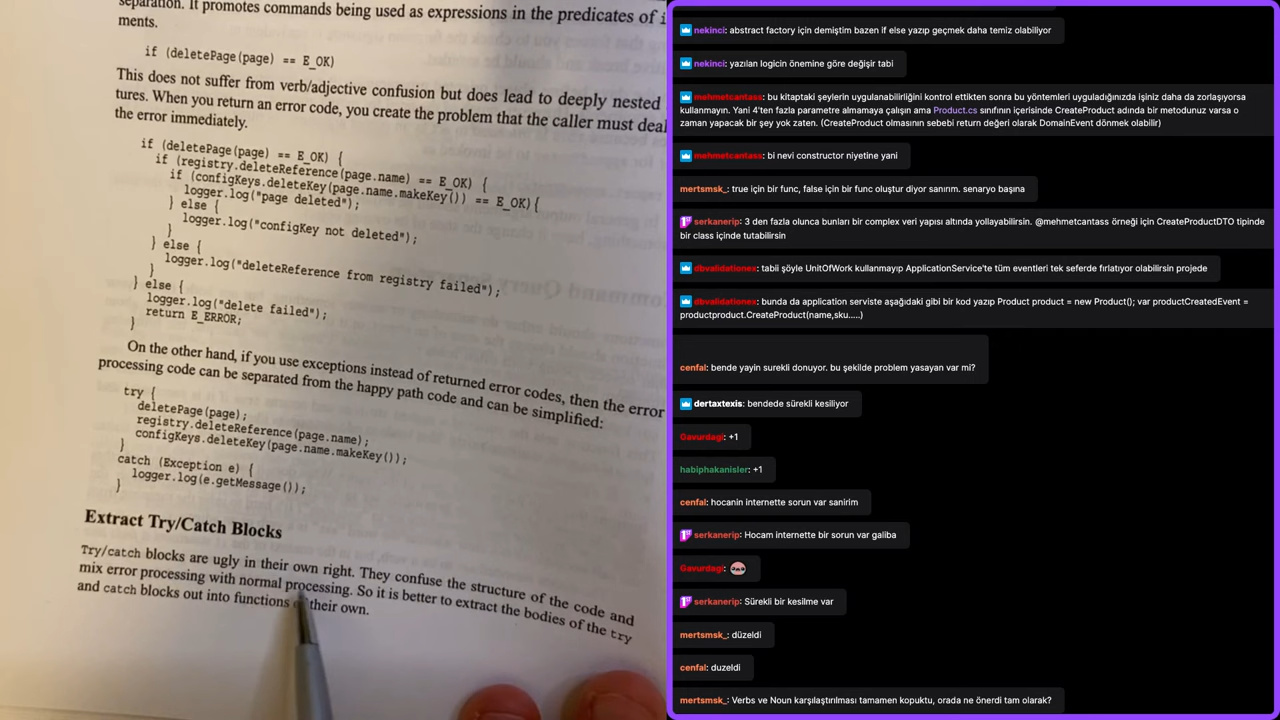 separation. It promotes commands being used as expressions in the predicates of
ments.
if (deletePage(page) == E_OK)
This does not suffer from verb/adjective confusion but does lead to deeply nested
tures. When you return an error code, you create the problem that the caller must deal
the error immediately.
if (deletePage(page) == E_OK) {
if (registry.deleteReference(page.name) == E_OK) {
if (configKeys.deleteKey(page.name.makeKey()) == E_OK){
logger.log("page deleted");
} else {
logger.log("configKey not deleted");
}
} else {
logger.log("deleteReference from registry failed");
}
} else {
logger.log("delete failed");
return E_ERROR;
}
On the other hand, if you use exceptions instead of returned error codes, then the error
processing code can be separated from the happy path code and can be simplified:
try {
deletePage(page);
registry.deleteReference(page.name);
configKeys.deleteKey(page.name.makeKey());
}
catch (Exception e) {
logger.log(e.getMessage());
}
Extract Try/Catch Blocks
Try/catch blocks are ugly in their own right. They confuse the structure of the code and
mix error processing with normal processing. So it is better to extract the bodies of the try
and catch blocks out into functions their own.
nekinci: abstract factory için demiştim bazen if else yazıp geçmek daha temiz olabiliyor
nekinci: yazılan logicin önemine göre değişir tabi
mehmetcantass: bu kitaptaki şeylerin uygulanabilirliğini kontrol ettikten sonra bu yöntemleri uyguladığınızda işiniz daha da zorlaşıyorsa
kullanmayın. Yani 4'ten fazla parametre almamaya çalışın ama Product.cs sınıfının içerisinde CreateProduct adında bir metodunuz varsa o
zaman yapacak bir şey yok zaten. (CreateProduct olmasının sebebi return değeri olarak DomainEvent dönmek olabilir)
mehmetcantass: bi nevi constructor niyetine yani
mertsmsk_: true için bir func, false için bir func oluştur diyor sanırım. senaryo başına
serkanerip: 3 den fazla olunca bunları bir complex veri yapısı altında yollayabilirsin. @mehmetcantass örneği için CreateProductDTO tipinde
bir class içinde tutabilirsin
dbvalidationex: tabii şöyle UnitOfWork kullanmayıp ApplicationService'te tüm eventleri tek seferde fırlatıyor olabilirsin projede
dbvalidationex: bunda da application serviste aşağıdaki gibi bir kod yazıp Product product = new Product(); var productCreatedEvent =
productproduct.CreateProduct(name,sku.....)
cenfal: bende yayin surekli donuyor. bu şekilde problem yasayan var mi?
dertaxtexis: bendede sürekli kesiliyor
Gavurdagi: +1
habiphakanisler: +1
cenfal: hocanin internette sorun var sanirim
serkanerip: Hocam internette bir sorun var galiba
Gavurdagi:
serkanerip: Sürekli bir kesilme var
mertsmsk_: düzeldi
cenfal: duzeldi
mertsmsk_: Verbs ve Noun karşılaştırılması tamamen kopuktu, orada ne önerdi tam olarak?